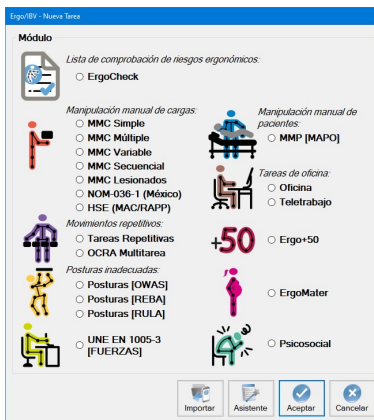 Ergo/IBV - Nueva Tarea
Módulo
Lista de comprobación de riesgos ergonómicos:
ErgoCheck
Manipulación manual de cargas:
MMC Simple
MMC Múltiple
MMC Variable
MMC Secuencial
MMC Lesionados
NOM-036-1 (México)
HSE (MAC/RAPP)
Movimientos repetitivos:
Tareas Repetitivas
OCRA Multitarea
Posturas inadecuadas:
Posturas [OWAS]
Posturas [REBA]
Posturas [RULA]
UNE EN 1005-3
[FUERZAS]
Manipulación manual de
pacientes:
MMP [MAPO]
Tareas de oficina:
Oficina
Teletrabajo
+50
Ergo+50
ErgoMater
Psicosocial
Importar
Asistente
Aceptar
Cancelar